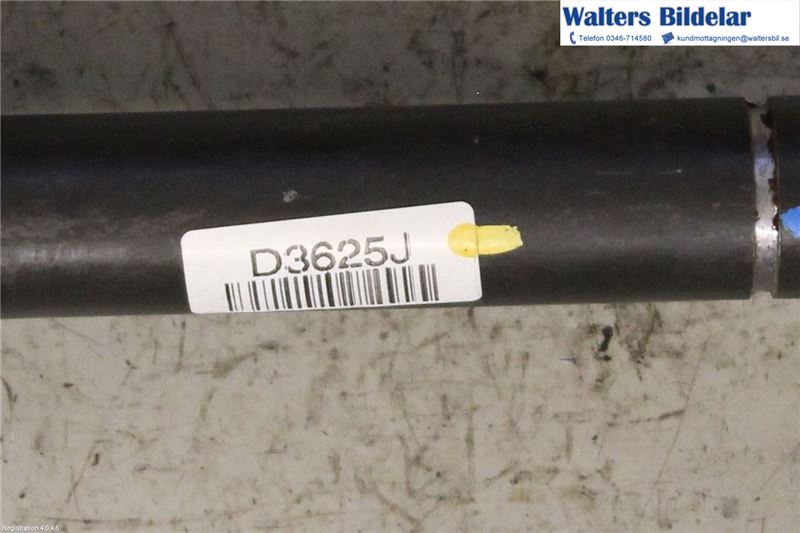 Walters Bildelar
Telefon 0346-714580 kundmottagningen@waltersbil.se
D3625J
Registration 4.0.4.6